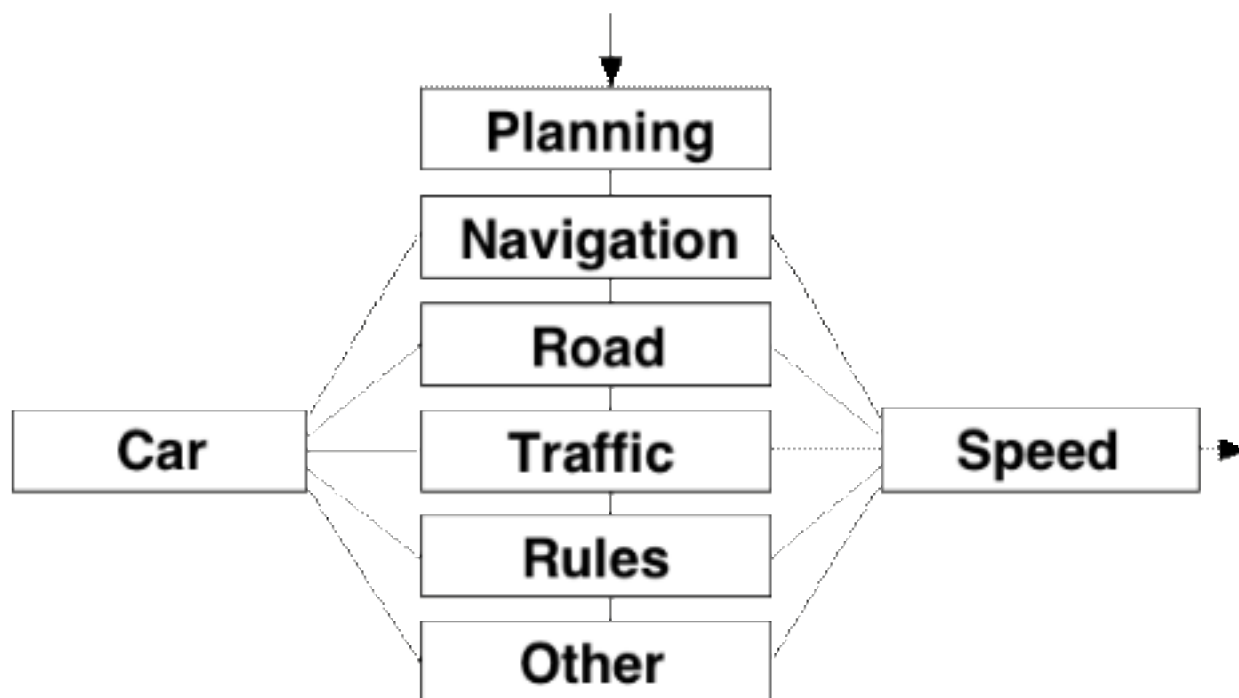 Planning
Navigation
Road
Car
Traffic
Speed
Rules
Other